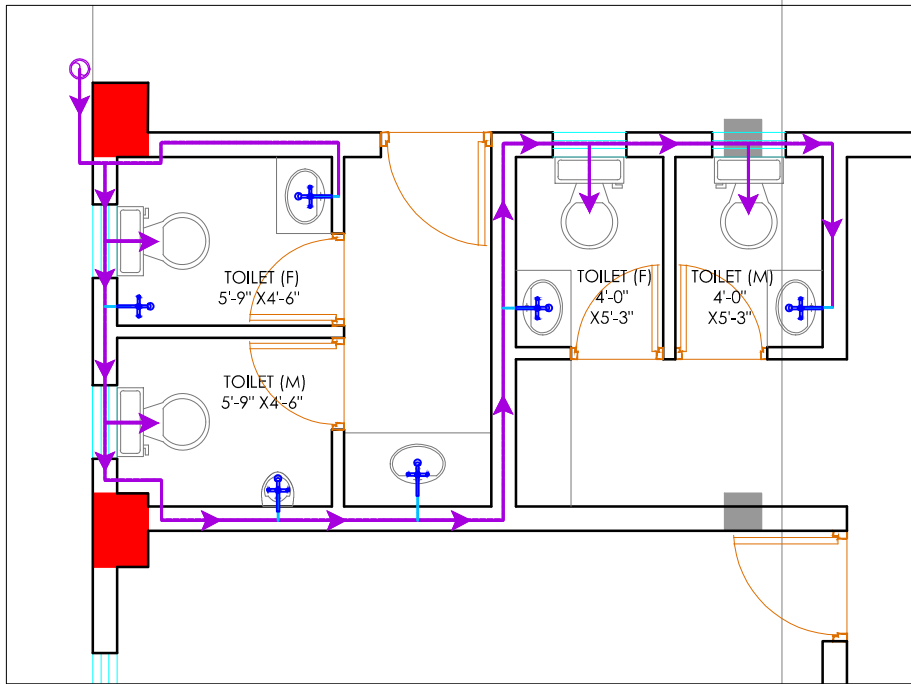 TOILET (F)
5'-9" X4'-6"
TOILET (F)
4'-0"
X5'-3"
TOILET (M)
4'-0"
X5'-3"
TOILET (M)
5'-9" X4'-6"